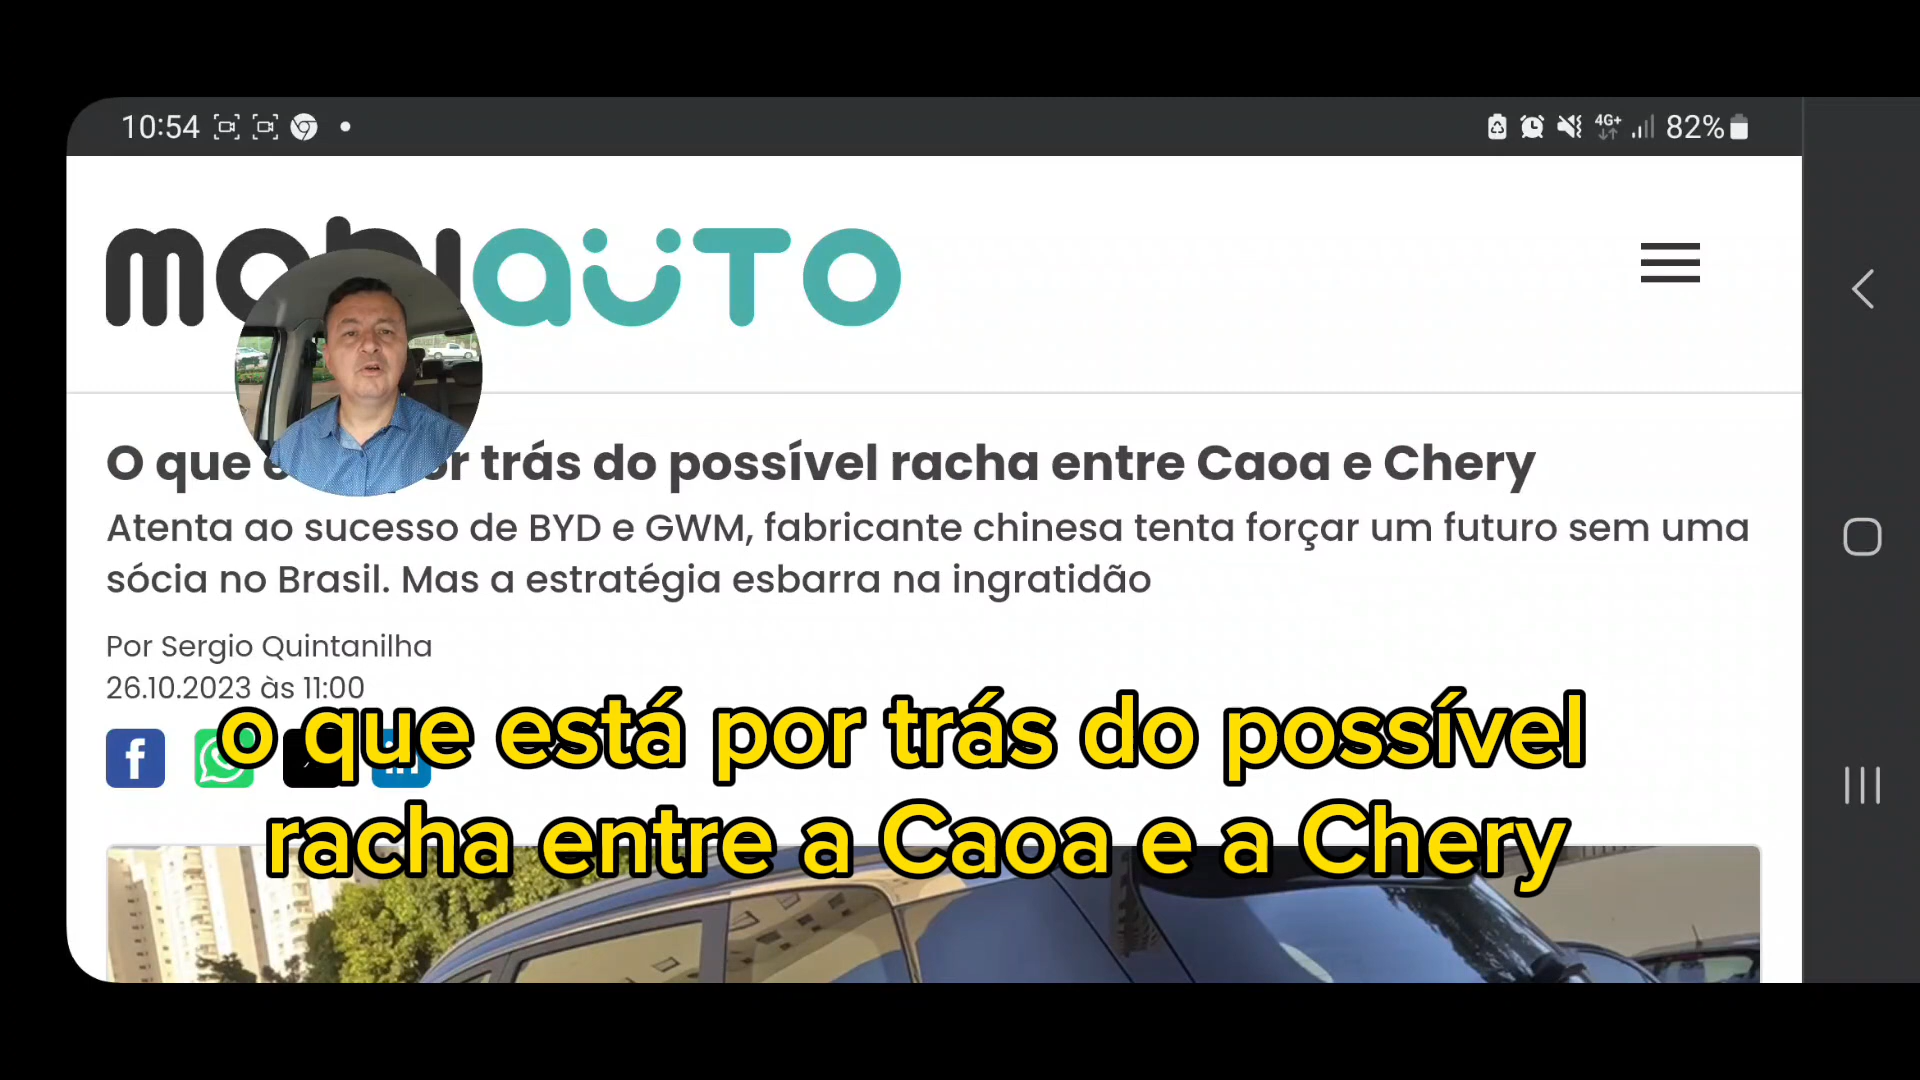 10:54
4G+ 82%
mobiauto
O que por trás do possível racha entre Caoa e Chery
Atenta ao sucesso de BYD e GWM, fabricante chinesa tenta forçar um futuro sem uma
sócia no Brasil. Mas a estratégia esbarra na ingratidão
Por Sergio Quintanilha
26.10.2023 às 11:00
o que está por trás do possível
racha entre a Caoa e a Chery